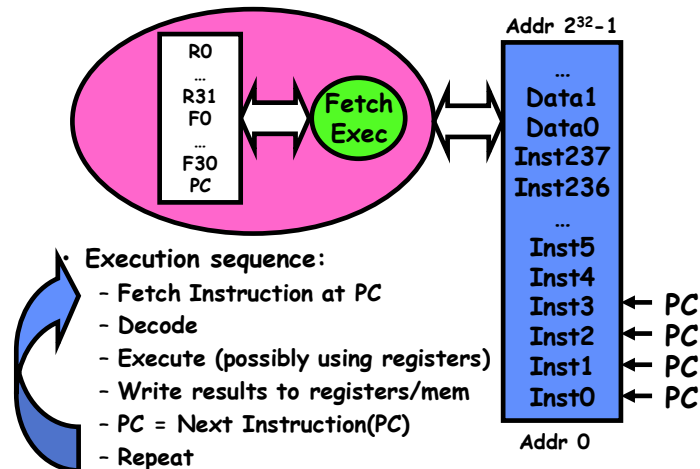 R0
…
R31
F0
…
F30
PC
Fetch
Exec
Addr 2³²-1
…
Data1
Data0
Inst237
Inst236
…
Inst5
Inst4
Inst3
PC
Inst2
PC
Inst1
PC
Inst0
PC
Addr 0
• Execution sequence:
– Fetch Instruction at PC
– Decode
– Execute (possibly using registers)
– Write results to registers/mem
– PC = Next Instruction(PC)
– Repeat